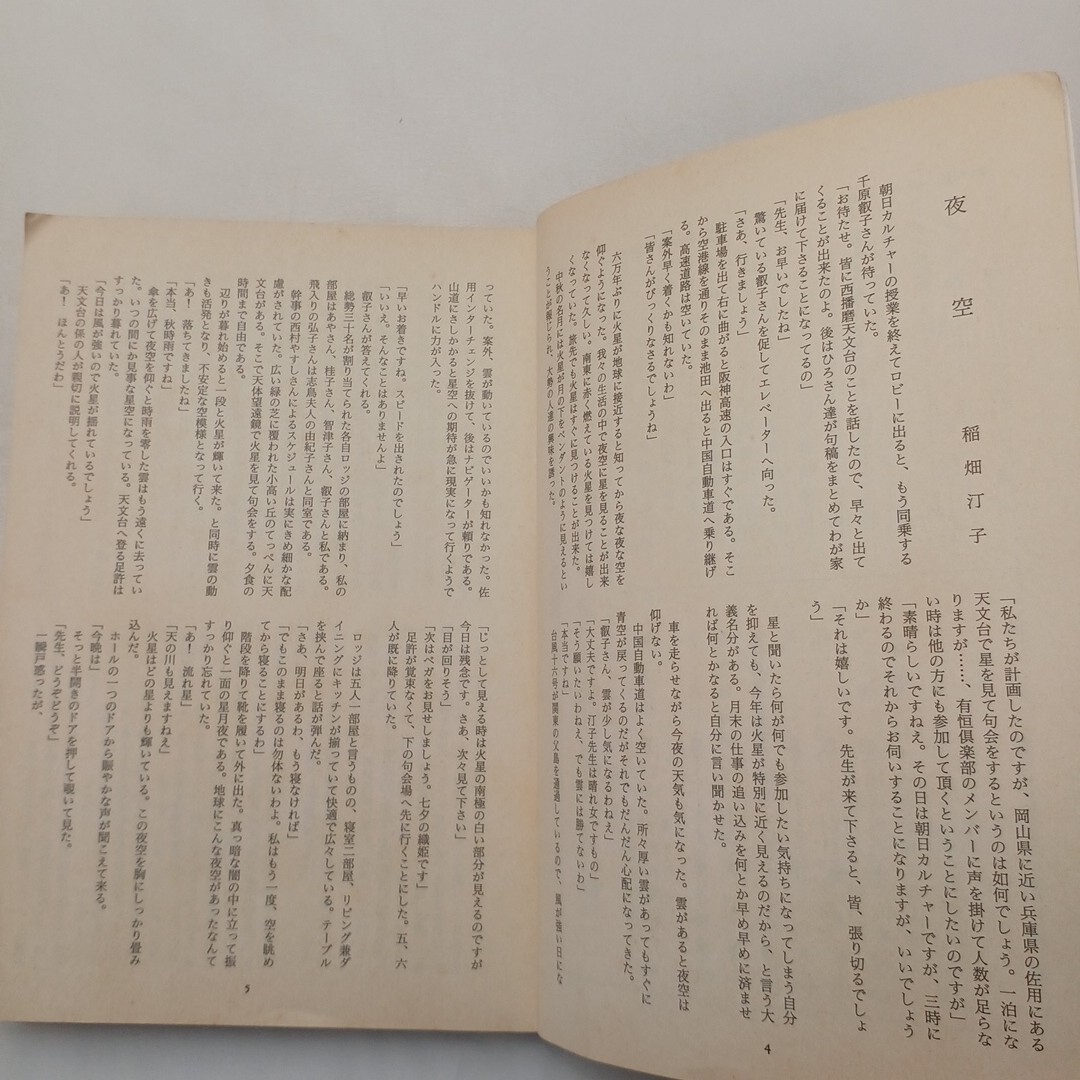 夜空
稲畑汀子
朝日カルチャーの授業を終えてロビーに出ると、もう同乗する
千原叡子さんが待っていた。
「お待たせ。皆に西播磨天文台のことを話したので、早々と出て
くることが出来たのよ。後はひろさん達が句稿をまとめてわが家
に届けて下さることになってるの」
「先生、お早いでしたね」
驚いている叡子さんを促してエレベーターへ向った。
「さあ、行きましょう」
駐車場を出て右に曲がると阪神高速の入口はすぐである。そこ
から空港線を通りそのまま池田へ出ると中国自動車道へ乗り継げ
る。高速道路は空いていた。
「案外早く着くかも知れないわ」
「皆さんがびっくりなさるでしょうね」
六万年ぶりに火星が地球に接近すると知ってから夜な夜な空を
仰ぐようになった。我々の生活の中で夜空に星を見ることが出来
なくなって久しい。南東に赤く燃えている火星を見つけては嬉し
くなっていた。旅先でも火星はすぐに見つけることが出来た。
中秋の名月には火星が月の下をペンダントのように見えるとい
うことが報じられ、大勢の人達の興味を誘った。
「私たちが計画したのですが、岡山県に近い兵庫県の佐用にある
天文台で星を見て句会をするというのは如何でしょう。一泊にな
りますが……、有恒倶楽部のメンバーに声を掛けて人数が足らな
い時は他の方にも参加して頂くということにしたいのですが」
「素晴らしいですねえ。その日は朝日カルチャーですが、三時に
終わるのでそれからお伺いすることになりますが、いいでしょう
か」
「それは嬉しいです。先生が来て下さると、皆、張り切るでしょ
う」
星と聞いたら何が何でも参加したい気持ちになってしまう自分
を抑えても、今年は火星が特別に近く見えるのだから、と言う大
義名分がある。月末の仕事の追い込みを何とか早め早めに済ませ
れば何とかなると自分に言い聞かせた。
車を走らせながら今夜の天気も気になった。雲があると夜空は
仰げない。
中国自動車道はよく空いていた。所々厚い雲があってもすぐに
青空が戻ってくるのだがそれでもだんだん心配になってきた。
「叡子さん、雲が少し気になるわねえ」
「大丈夫ですよ。汀子先生は晴れ女ですもの」
「そう願いたいわねえ、でも雲には勝てないわ」
「本当ですね」
台風十六号が関東の父島を通過しているので、風が強い日にな
4
っていた。案外、雲が動いているのでいいかも知れなかった。佐
用インターチェンジを抜けて、後はナビゲーターが頼りである。
山道にさしかかると星空への期待が急に現実になって行くようで
ハンドルに力が入った。
「早いお着きですね。スピードを出されたのでしょう」
「いいえ。そんなことはありませんよ」
叡子さんが答えてくれる。
総勢三十名が割り当てられた各自ロッジの部屋に納まり、私の
部屋はあやさん、桂子さん、智津子さん、叡子さんと私である。
飛入りの弘子さんは志鳥夫人の由紀子さんと同室である。
幹事の西村やすしさんによるスケジュールは実にきめ細かな配
慮がされていた。広い緑の芝に覆われた小高い丘のてっぺんに天
文台がある。そこで天体望遠鏡で火星を見て句会をする。夕食の
時間まで自由である。
辺りが暮れ始めると一段と火星が輝いて来た。と同時に雲の動
きも活発となり、不安定な空模様となって行く。
「あ！　落ちてきましたね」
「本当、秋時雨ですね」
傘を広げて夜空を仰ぐと時雨を零した雲はもう遠くに去ってい
た。いつの間にか見事な星空になっている。天文台へ登る足許は
すっかり暮れていた。
「今日は風が強いので火星が揺れているでしょう」
天文台の係の人が親切に説明してくれる。
「あ！　ほんとうだわ」
「じっとして見える時は火星の南極の白い部分が見えるのですが
今日は残念です。さあ、次々見て下さい」
「目が回りそう」
「次はベガをお見せしましょう。七夕の織姫です」
足許が覚束なくて、下の句会場へ先に行くことにした。五、六
人が既に降りていた。
ロッジは五人一部屋と言うものの、寝室二部屋、リビング兼ダ
イニングにキッチンが揃っていて快適で広々している。テーブル
を挟んで座ると話が弾んだ。
「さあ、明日があるわ、もう寝なければ」
「でもこのまま寝るのは勿体ないわよ。私はもう一度、空を眺め
てから寝ることにするわ」
階段を降りて靴を履いて外に出た。真っ暗な闇の中に立って振
り仰ぐと一面の星月夜である。地球にこんな夜空があったなんて
すっかり忘れていた。
「あ！　流れ星」
「天の川も見えますねえ」
火星はどの星よりも輝いている。この夜空を胸にしっかり畳み
込んだ。
ホールの一つのドアから賑やかな声が聞こえて来る。
「今晩は」
そっと半開きのドアを押して覗いて見た。
「先生、どうぞどうぞ」
一瞬戸惑ったが、
5